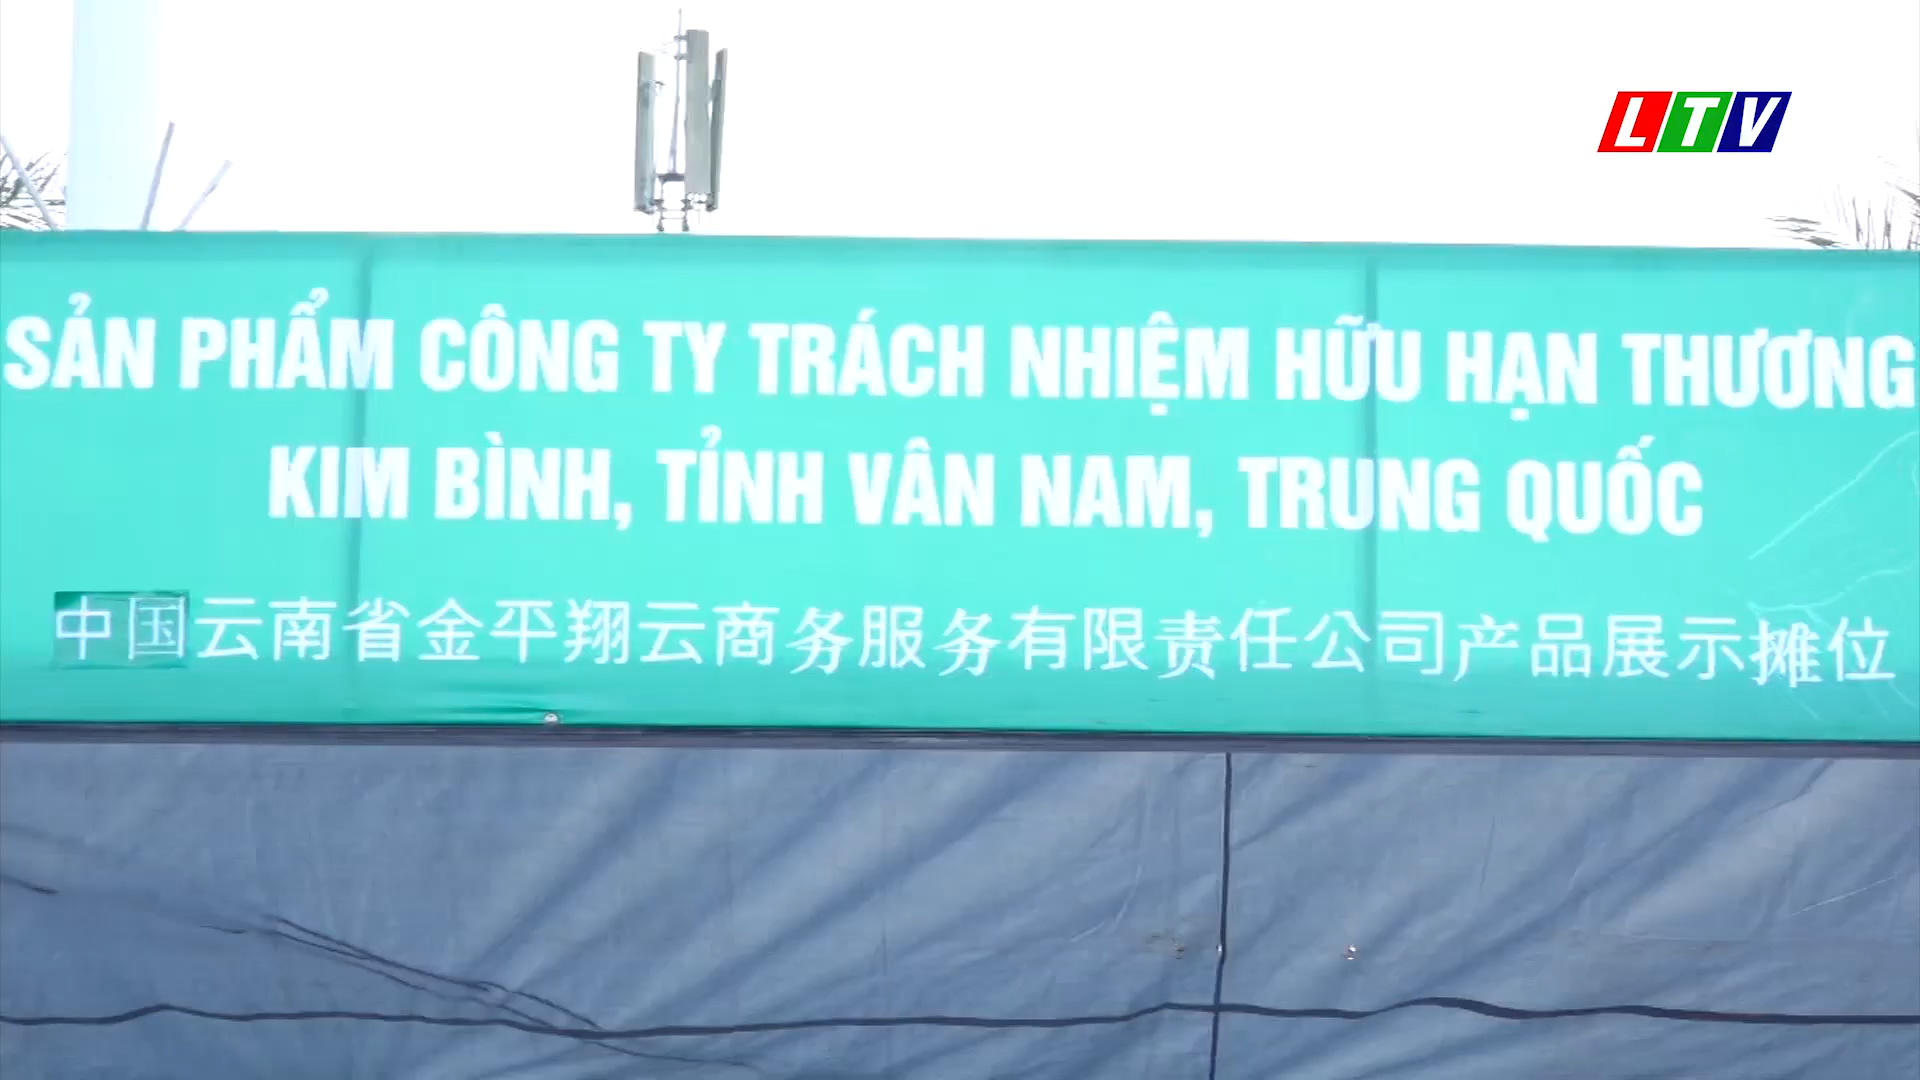 LTV
SẢN PHẨM CÔNG TY TRÁCH NHIỆM HỮU HẠN THƯƠNG
KIM BÌNH, TỈNH VÂN NAM, TRUNG QUỐC
中国云南省金平翔云商务服务有限责任公司产品展示摊位